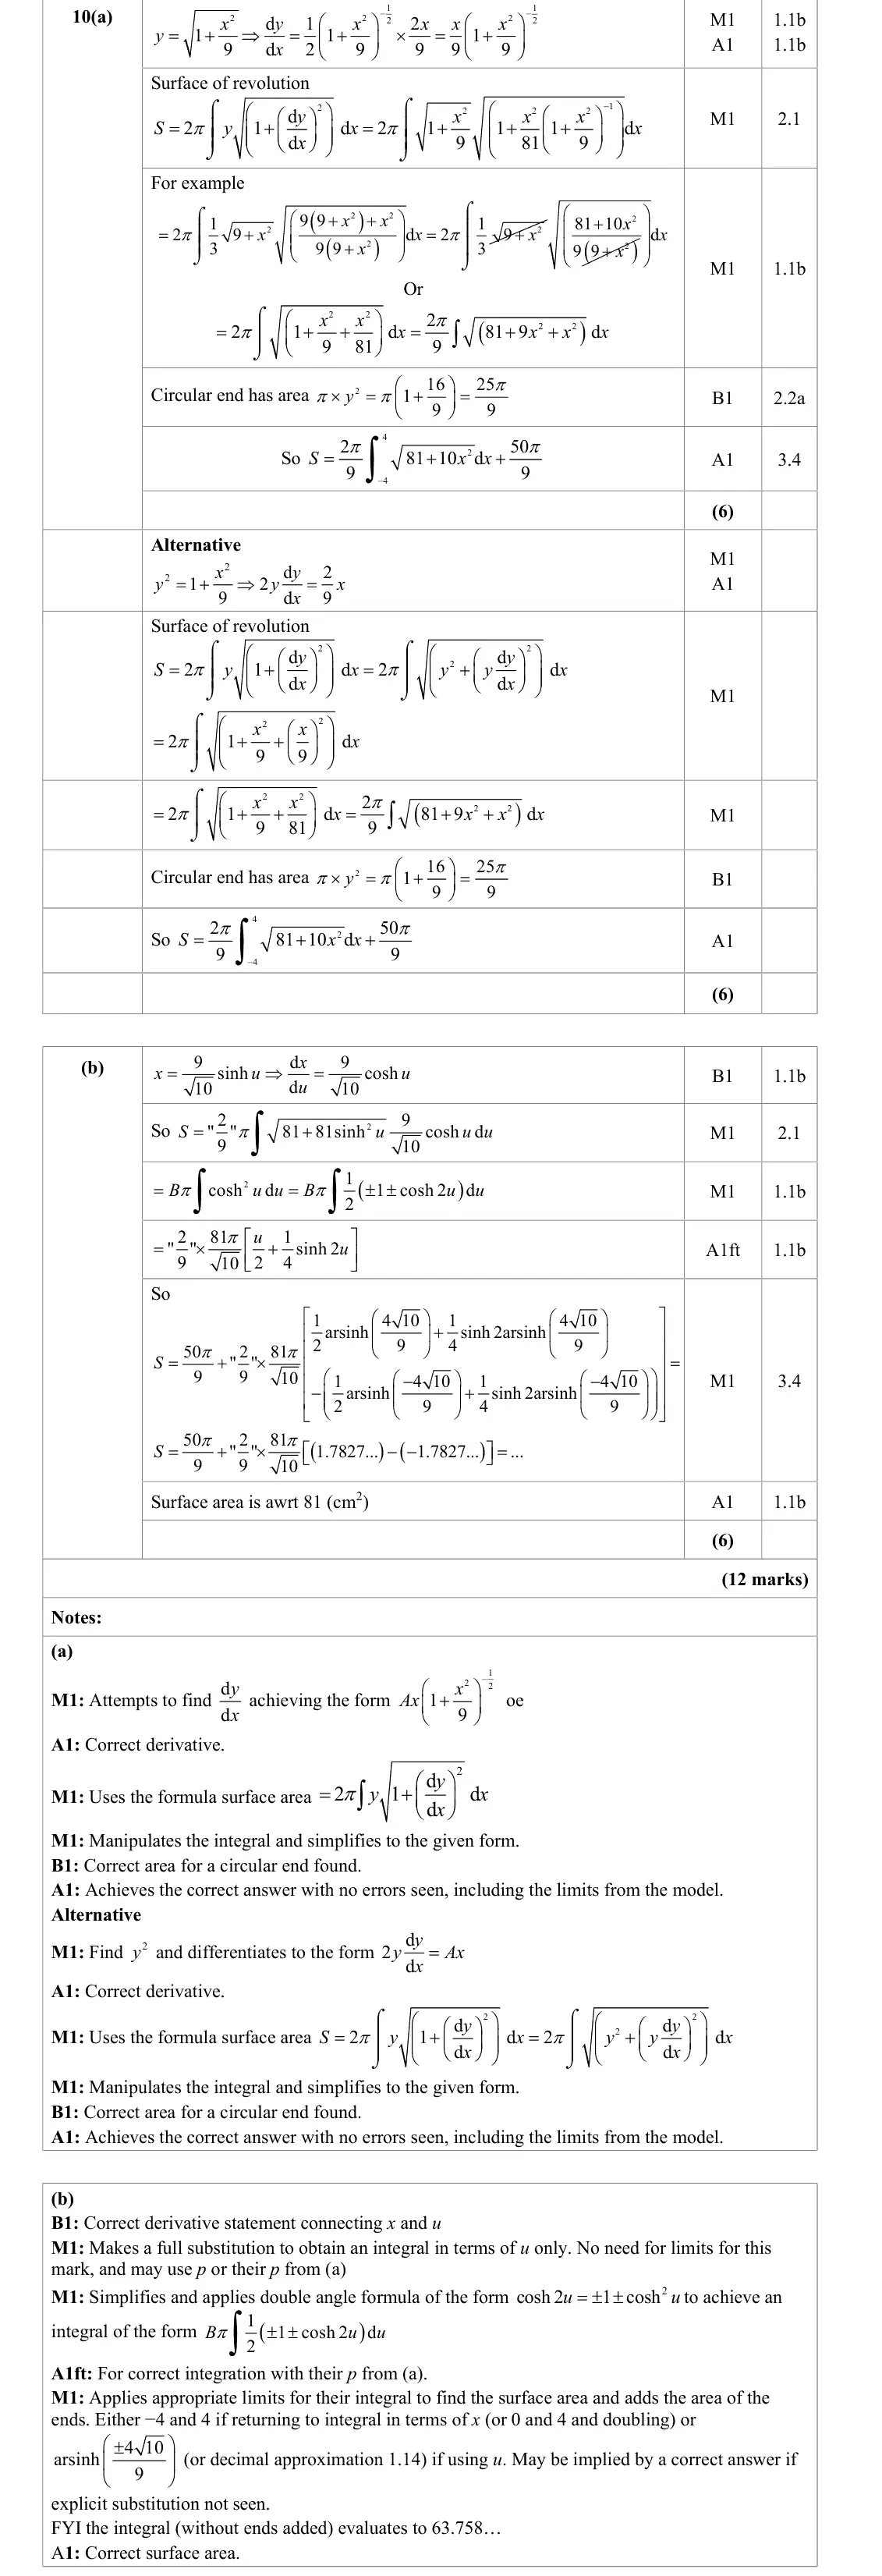 10(a) y = √(1 + x²/9) ⇒ dy/dx = 1/2 (1 + x²/9)^(-1/2) × 2x/9 = x/9 (1 + x²/9)^(-1/2) M1 1.1b
A1 1.1b
Surface of revolution
S = 2π ∫ y √(1 + (dy/dx)²) dx = 2π ∫ √(1 + x²/9) √(1 + x²/81 (1 + x²/9)^(-1)) dx M1 2.1
For example
= 2π ∫ 1/3 √(9 + x²) √((9(9 + x²) + x²)/(9(9 + x²))) dx = 2π ∫ 1/3 √(9 + x²) √((81 + 10x²)/(9(9 + x²))) dx
M1 1.1b
Or
= 2π ∫ √(1 + x²/9 + x²/81) dx = 2π/9 ∫ √(81 + 9x² + x²) dx
Circular end has area π × y² = π(1 + 16/9) = 25π/9 B1 2.2a
So S = 2π/9 ∫₋₄⁴ √(81 + 10x²) dx + 50π/9 A1 3.4
(6)
Alternative
y² = 1 + x²/9 ⇒ 2y dy/dx = 2/9 x M1
A1
Surface of revolution
S = 2π ∫ y √(1 + (dy/dx)²) dx = 2π ∫ √(y² + (y dy/dx)²) dx
M1
= 2π ∫ √(1 + x²/9 + (x/9)²) dx
= 2π ∫ √(1 + x²/9 + x²/81) dx = 2π/9 ∫ √(81 + 9x² + x²) dx M1
Circular end has area π × y² = π(1 + 16/9) = 25π/9 B1
So S = 2π/9 ∫₋₄⁴ √(81 + 10x²) dx + 50π/9 A1
(6)
(b) x = 9/√10 sinh u ⇒ dx/du = 9/√10 cosh u B1 1.1b
So S = "2/9" π ∫ √(81 + 81sinh² u) 9/√10 cosh u du M1 2.1
= Bπ ∫ cosh² u du = Bπ ∫ 1/2 (±1 ± cosh 2u) du M1 1.1b
= "2/9" × 81π/√10 [u/2 + 1/4 sinh 2u] A1ft 1.1b
So
S = 50π/9 + "2/9" × 81π/√10 [1/2 arsinh(4√10/9) + 1/4 sinh 2arsinh(4√10/9) − (1/2 arsinh(−4√10/9) + 1/4 sinh 2arsinh(−4√10/9))] = M1 3.4
S = 50π/9 + "2/9" × 81π/√10 [(1.7827...) − (−1.7827...)] = ...
Surface area is awrt 81 (cm²) A1 1.1b
(6)
(12 marks)
Notes:
(a)
M1: Attempts to find dy/dx achieving the form Ax(1 + x²/9)^(-1/2) oe
A1: Correct derivative.
M1: Uses the formula surface area = 2π ∫ y √(1 + (dy/dx)²) dx
M1: Manipulates the integral and simplifies to the given form.
B1: Correct area for a circular end found.
A1: Achieves the correct answer with no errors seen, including the limits from the model.
Alternative
M1: Find y² and differentiates to the form 2y dy/dx = Ax
A1: Correct derivative.
M1: Uses the formula surface area S = 2π ∫ y √(1 + (dy/dx)²) dx = 2π ∫ √(y² + (y dy/dx)²) dx
M1: Manipulates the integral and simplifies to the given form.
B1: Correct area for a circular end found.
A1: Achieves the correct answer with no errors seen, including the limits from the model.
(b)
B1: Correct derivative statement connecting x and u
M1: Makes a full substitution to obtain an integral in terms of u only. No need for limits for this
mark, and may use p or their p from (a)
M1: Simplifies and applies double angle formula of the form cosh 2u = ±1 ± cosh² u to achieve an
integral of the form Bπ ∫ 1/2 (±1 ± cosh 2u) du
A1ft: For correct integration with their p from (a).
M1: Applies appropriate limits for their integral to find the surface area and adds the area of the
ends. Either −4 and 4 if returning to integral in terms of x (or 0 and 4 and doubling) or
arsinh(±4√10/9) (or decimal approximation 1.14) if using u. May be implied by a correct answer if
explicit substitution not seen.
FYI the integral (without ends added) evaluates to 63.758…
A1: Correct surface area.